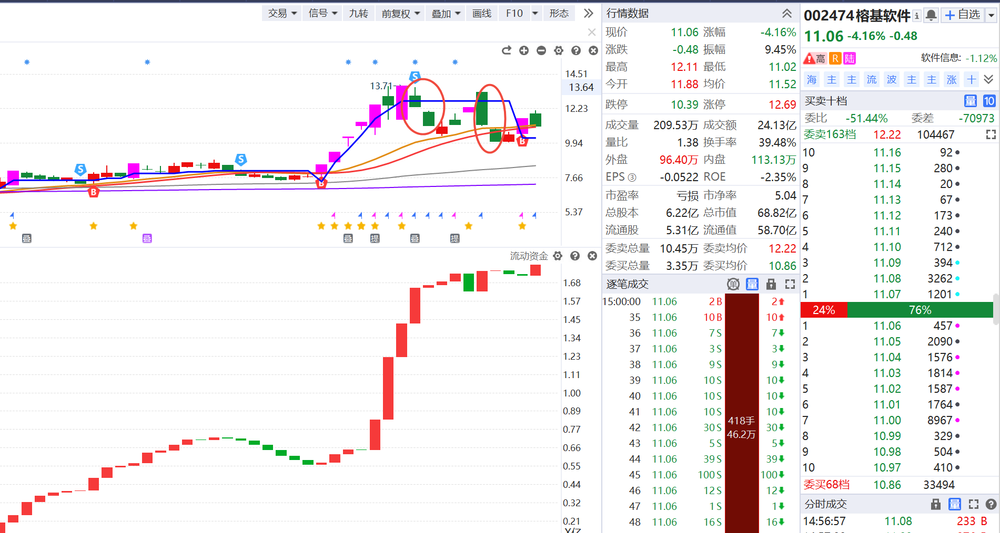 交易 信号 九转 前复权 叠加 画线 F10 形态
14.51
13.64
12.23
9.94
7.66
5.37
13.71
S
S
S
B
B
B
叠 叠 叠 提 叠 提
流动资金
1.68
1.57
1.45
1.34
1.23
1.11
1.00
0.89
0.77
0.66
0.55
0.44
0.32
0.21
X亿
行情数据
现价 11.06 涨幅 -4.16%
涨跌 -0.48 振幅 9.45%
最高 12.11 最低 11.02
今开 11.88 均价 11.52
跌停 10.39 涨停 12.69
成交量 209.53万 成交额 24.13亿
量比 1.38 换手率 39.48%
外盘 96.40万 内盘 113.13万
EPS③ -0.0522 ROE -2.35%
市盈率 亏损 市净率 5.04
总股本 6.22亿 总市值 68.82亿
流通股 5.31亿 流通值 58.70亿
委卖总量 10.45万 委卖均价 12.22
委买总量 3.35万 委买均价 10.86
逐笔成交 单 量
15:00:00 11.06 2B 2
35 11.06 10B 10
36 11.06 7S 7
37 11.06 3S 3
38 11.06 9S 9
39 11.06 10S 10
40 11.06 10S 10
41 11.06 10S 10
42 11.06 30S 30
43 11.06 5S 5
44 11.06 39S 39
45 11.06 100S 100
46 11.06 12S 12
47 11.06 1S 1
48 11.06 16S 16
418手
46.2万
002474榕基软件 i +自选
11.06 -4.16% -0.48
高 R 陆 软件信息: -1.12%
海 主 主 流 波 主 主 涨 十
买卖十档 量 10
委比 -51.44% 委差 -70973
委卖163档 12.22 104467
10 11.16 92
9 11.15 280
8 11.14 20
7 11.13 67
6 11.12 173
5 11.11 240
4 11.10 712
3 11.09 394
2 11.08 3262
1 11.07 1201
24% 76%
1 11.06 457
2 11.05 2090
3 11.04 1576
4 11.03 1814
5 11.02 1587
6 11.01 1764
7 11.00 8967
8 10.99 329
9 10.98 504
10 10.97 410
委买68档 10.86 33494
分时成交 量
14:56:57 11.08 233 B